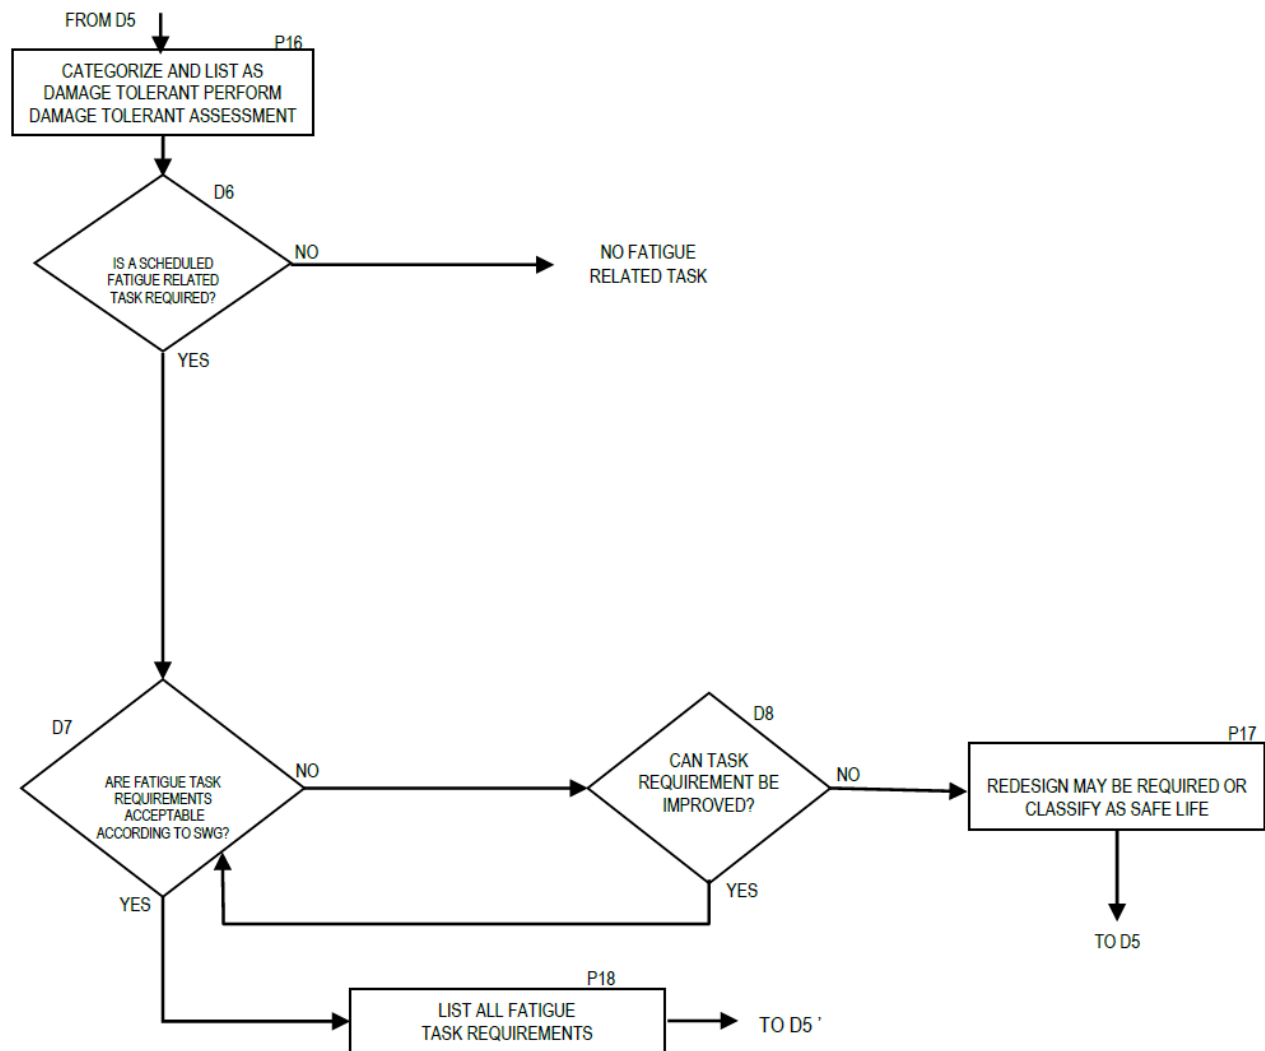 FROM D5
P16
CATEGORIZE AND LIST AS
DAMAGE TOLERANT PERFORM
DAMAGE TOLERANT ASSESSMENT
D6
IS A SCHEDULED
FATIGUE RELATED
TASK REQUIRED?
NO
NO FATIGUE
RELATED TASK
YES
D7
ARE FATIGUE TASK
REQUIREMENTS
ACCEPTABLE
ACCORDING TO SWG?
NO
D8
CAN TASK
REQUIREMENT BE
IMPROVED?
NO
P17
REDESIGN MAY BE REQUIRED OR
CLASSIFY AS SAFE LIFE
YES
YES
TO D5
P18
LIST ALL FATIGUE
TASK REQUIREMENTS
TO D5 '